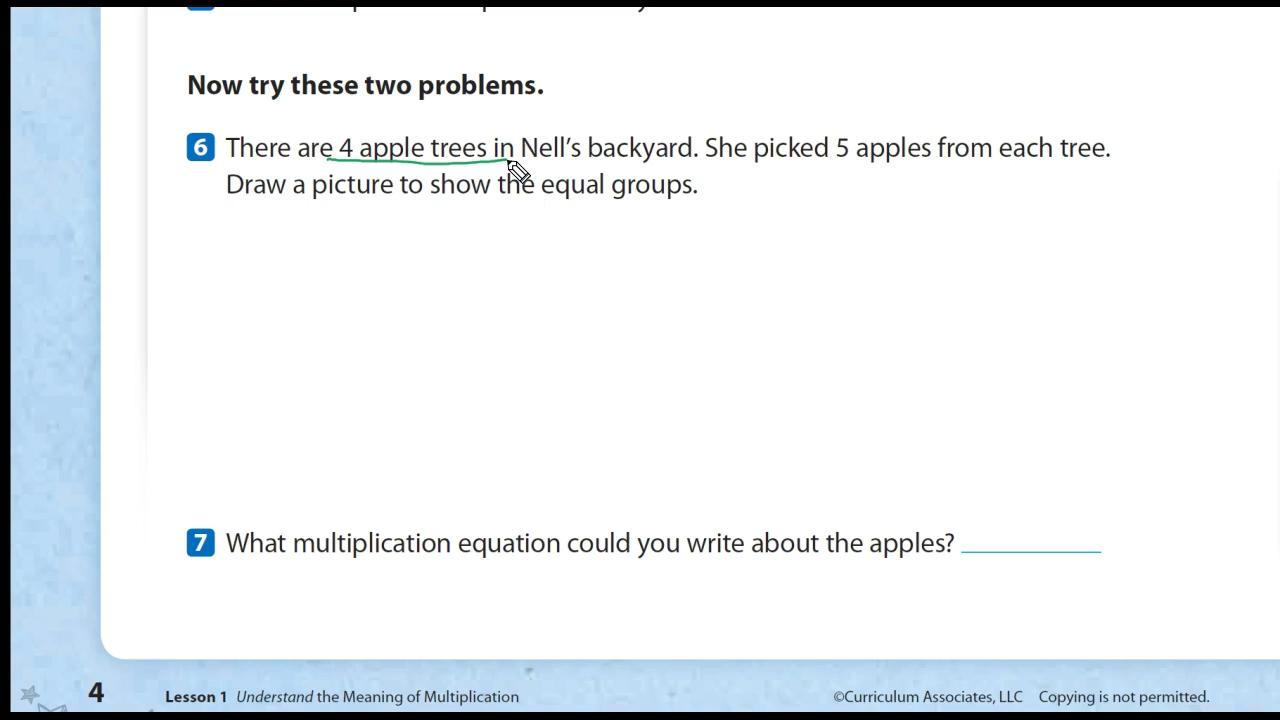 Now try these two problems.
6 There are 4 apple trees in Nell's backyard. She picked 5 apples from each tree.
Draw a picture to show the equal groups.
7 What multiplication equation could you write about the apples?
4 Lesson 1 Understand the Meaning of Multiplication ©Curriculum Associates, LLC Copying is not permitted.